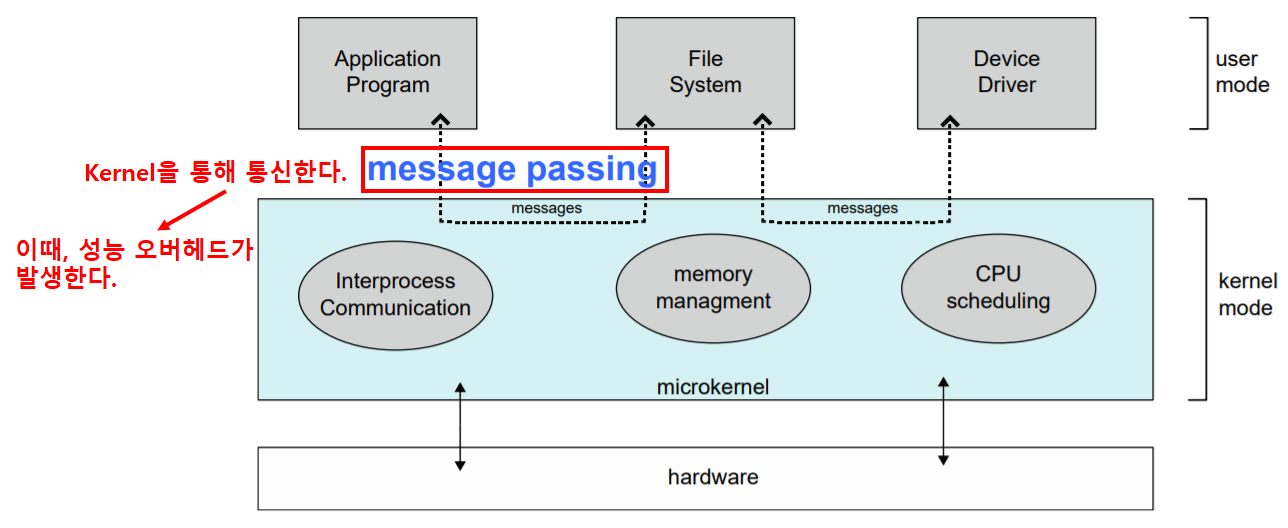 Application
Program
File
System
Device
Driver
user
mode
Kernel을 통해 통신한다.
message passing
messages
messages
이때, 성능 오버헤드가
발생한다.
Interprocess
Communication
memory
managment
CPU
scheduling
kernel
mode
microkernel
hardware